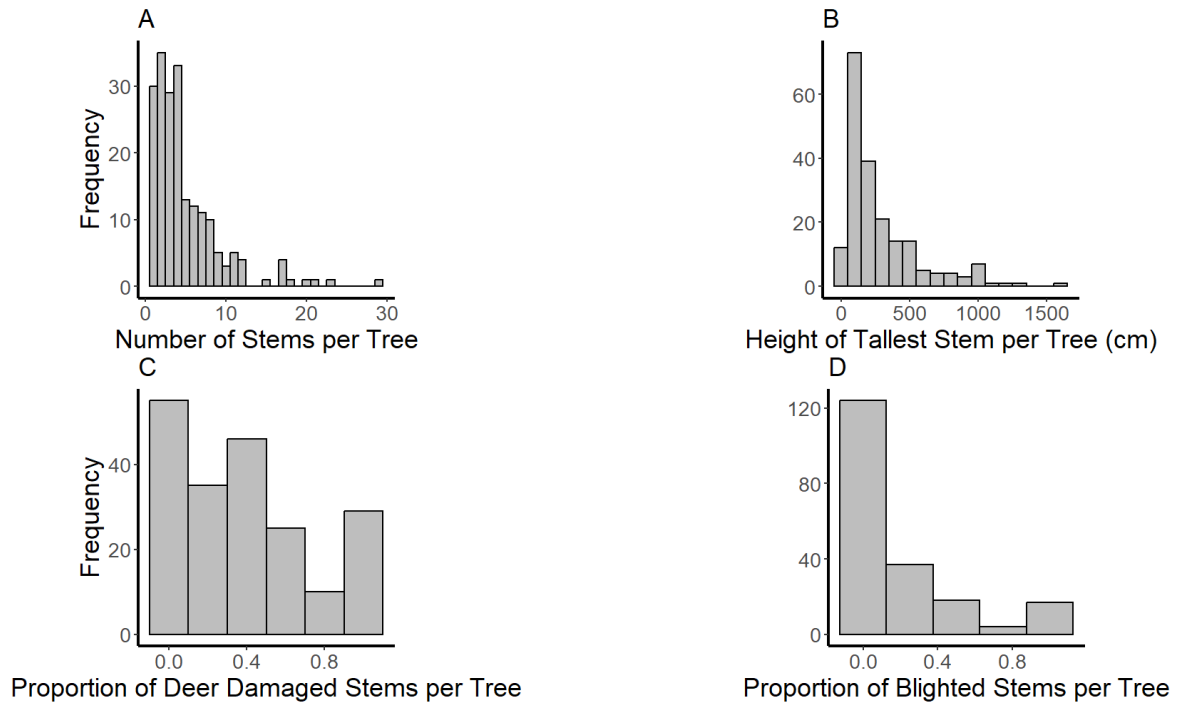 A
Frequency
30
20
10
0
0 10 20 30
Number of Stems per Tree
B
60
40
20
0
0 500 1000 1500
Height of Tallest Stem per Tree (cm)
C
Frequency
40
20
0
0.0 0.4 0.8
Proportion of Deer Damaged Stems per Tree
D
120
80
40
0
0.0 0.4 0.8
Proportion of Blighted Stems per Tree